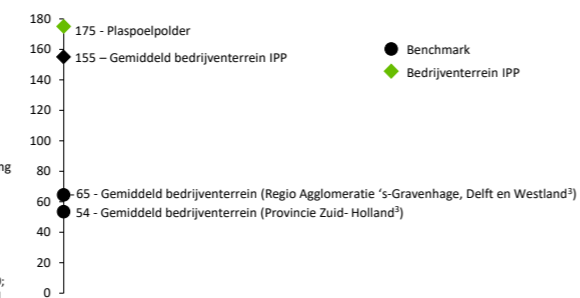 180
175 - Plaspoelpolder
160
155 – Gemiddeld bedrijventerrein IPP
Benchmark
Bedrijventerrein IPP
140
120
100
80
65 - Gemiddeld bedrijventerrein (Regio Agglomeratie ‘s-Gravenhage, Delft en Westland³)
60
54 - Gemiddeld bedrijventerrein (Provincie Zuid- Holland³)
40
20
0